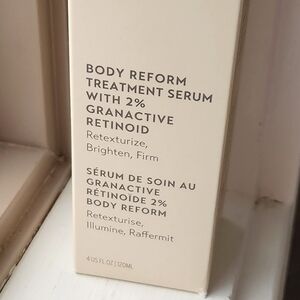 BODY REFORM
TREATMENT SERUM
WITH 2%
GRANACTIVE
RETINOID
Retexturize,
Brighten, Firm
SÉRUM DE SOIN AU
GRANACTIVE
RÉTINOÏDE 2%
BODY REFORM
Retexturise,
Illumine, Raffermit
4 US FL OZ | 120ML